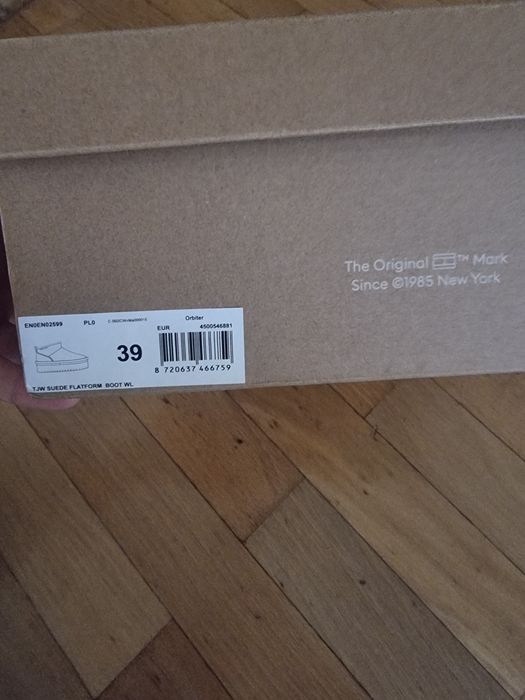 The Original ™ Mark
Since ©1985 New York
EN0EN02599 PL0 Orbiter
EUR 4500546881
39
8 720637 466759
TJW SUEDE FLATFORM BOOT WL